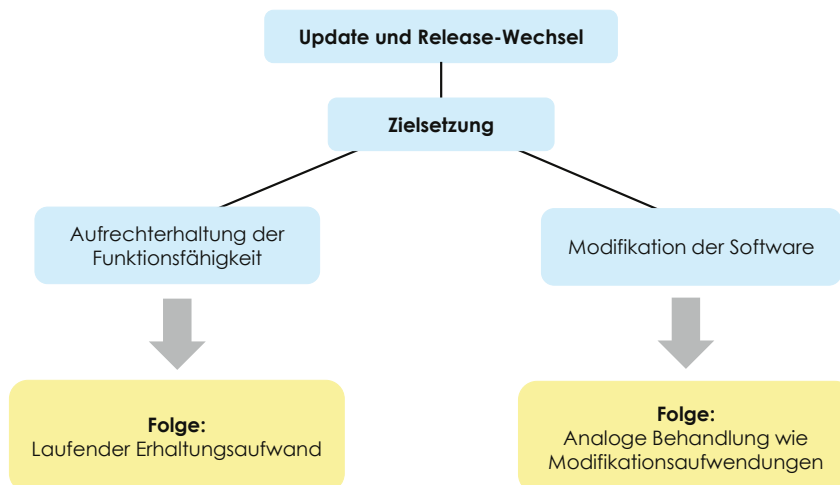 Update und Release-Wechsel
Zielsetzung
Aufrechterhaltung der
Funktionsfähigkeit
Modifikation der Software
Folge:
Laufender Erhaltungsaufwand
Folge:
Analoge Behandlung wie
Modifikationsaufwendungen